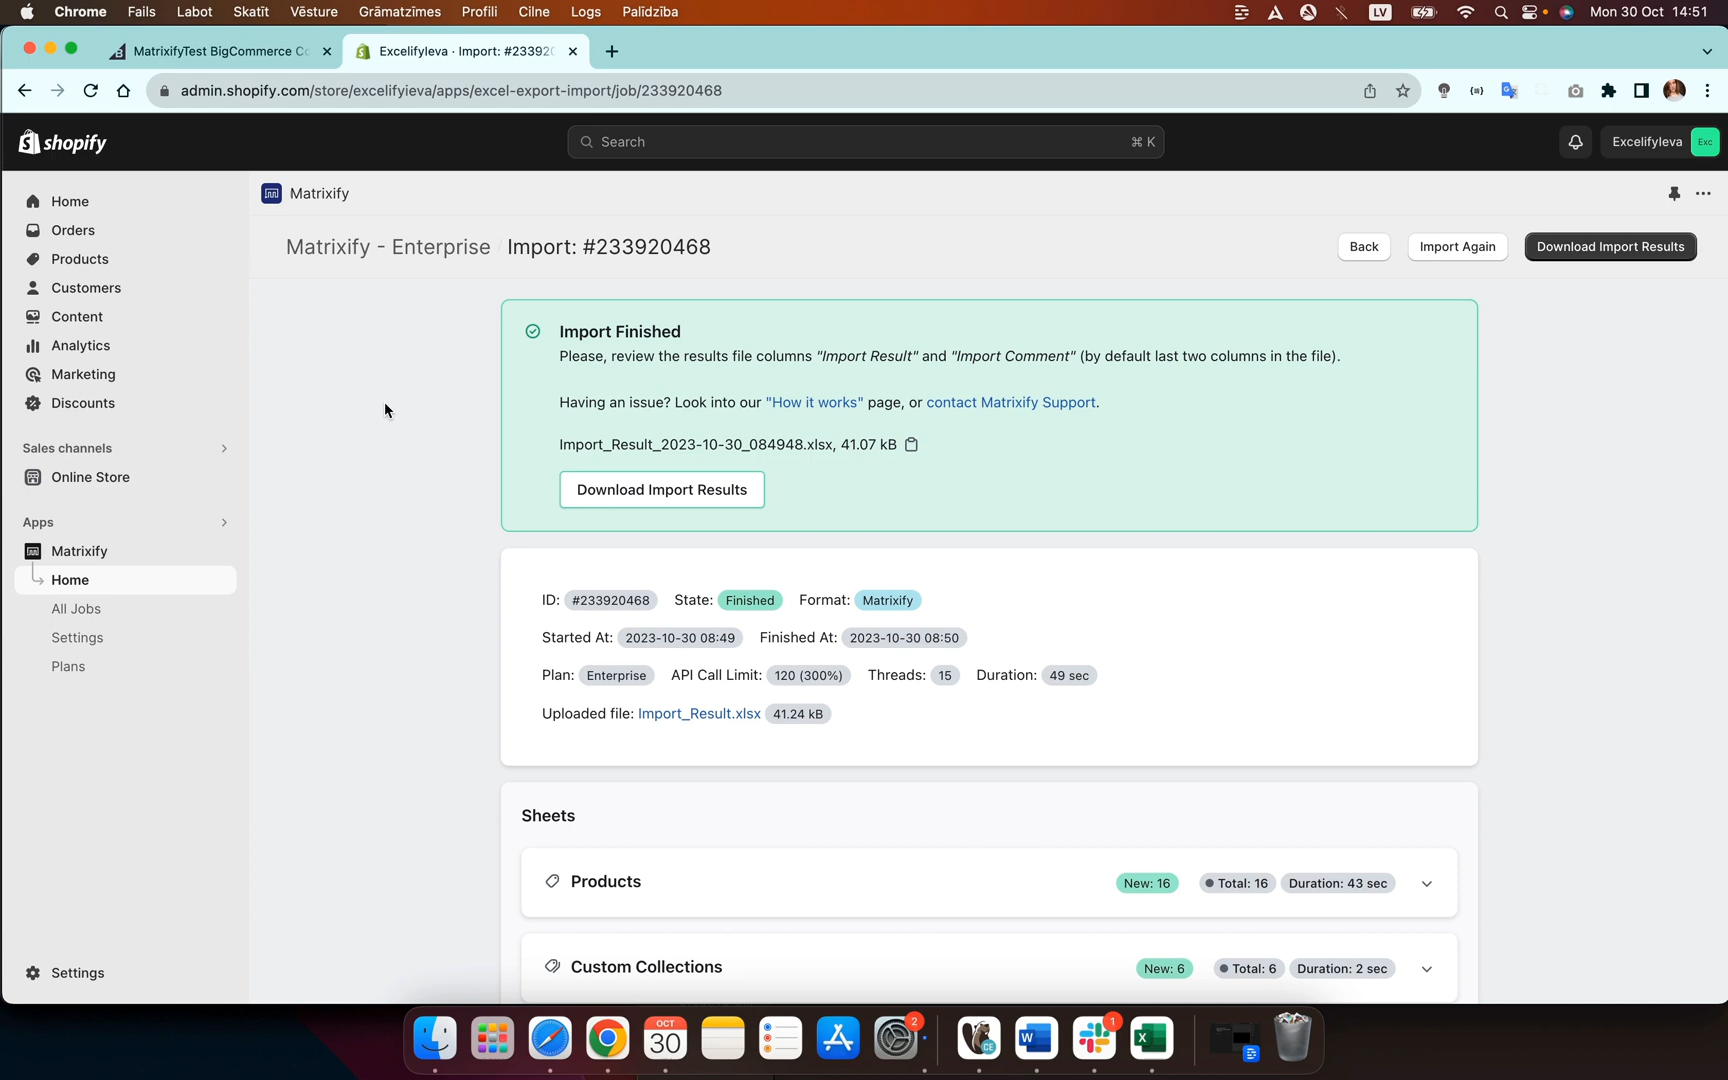 Chrome Fails Labot Skatīt Vēsture Grāmatzīmes Profili Cilne Logs Palīdzība LV Mon 30 Oct 14:51
MatrixifyTest BigCommerce Co
ExcelifyIeva · Import: #23392
admin.shopify.com/store/excelifyieva/apps/excel-export-import/job/233920468
shopify
Search
⌘ K
ExcelifyIeva
Exc
Home
Orders
Products
Customers
Content
Analytics
Marketing
Discounts
Sales channels
Online Store
Apps
Matrixify
Home
All Jobs
Settings
Plans
Settings
Matrixify
Matrixify - Enterprise / Import: #233920468
Back
Import Again
Download Import Results
Import Finished
Please, review the results file columns "Import Result" and "Import Comment" (by default last two columns in the file).
Having an issue? Look into our "How it works" page, or contact Matrixify Support.
Import_Result_2023-10-30_084948.xlsx, 41.07 kB
Download Import Results
ID: #233920468 State: Finished Format: Matrixify
Started At: 2023-10-30 08:49 Finished At: 2023-10-30 08:50
Plan: Enterprise API Call Limit: 120 (300%) Threads: 15 Duration: 49 sec
Uploaded file: Import_Result.xlsx 41.24 kB
Sheets
Products New: 16 Total: 16 Duration: 43 sec
Custom Collections New: 6 Total: 6 Duration: 2 sec
OCT
30
2
CE
W
1
X